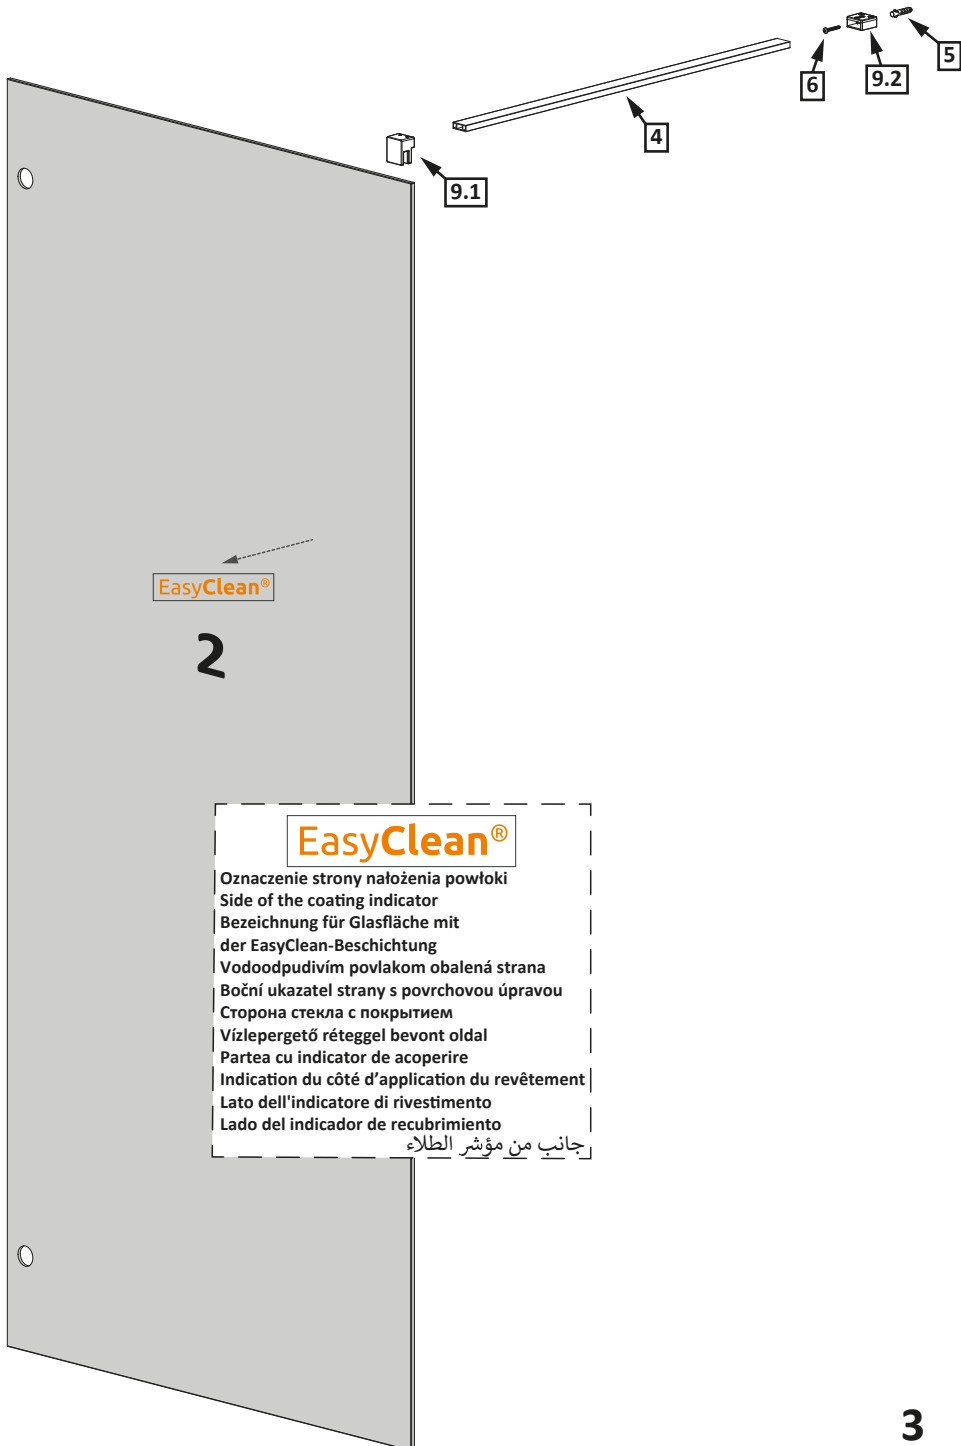 5
6
9.2
4
9.1
EasyClean®
2
EasyClean®
Oznaczenie strony nałożenia powłoki
Side of the coating indicator
Bezeichnung für Glasfläche mit
der EasyClean-Beschichtung
Vodoodpudivím povlakom obalená strana
Boční ukazatel strany s povrchovou úpravou
Сторона стекла с покрытием
Vízlepergető réteggel bevont oldal
Partea cu indicator de acoperire
Indication du côté d’application du revêtement
Lato dell'indicatore di rivestimento
Lado del indicador de recubrimiento
جانب من مؤشر الطلاء
3